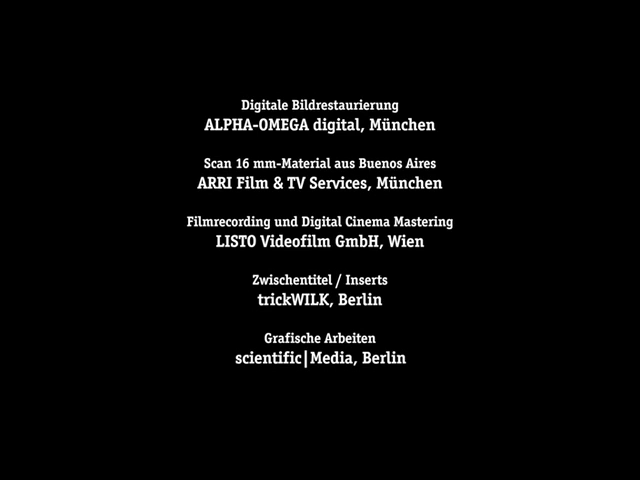 Digitale Bildrestaurierung
ALPHA-OMEGA digital, München
Scan 16 mm-Material aus Buenos Aires
ARRI Film & TV Services, München
Filmrecording und Digital Cinema Mastering
LISTO Videofilm GmbH, Wien
Zwischentitel / Inserts
trickWILK, Berlin
Grafische Arbeiten
scientific|Media, Berlin